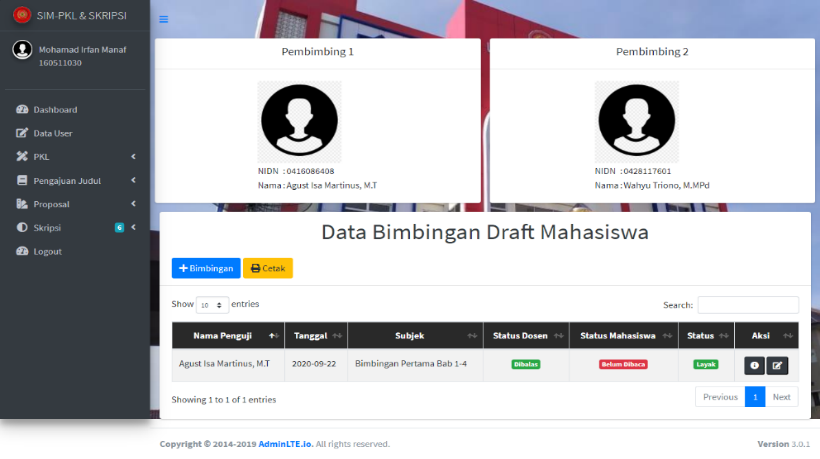 SIM-PKL & SKRIPSI
Mohamad Irfan Manaf
160511030
Dashboard
Data User
PKL
Pengajuan Judul
Proposal
Skripsi 6
Logout
Pembimbing 1
NIDN : 0416086408
Nama : Agust Isa Martinus, M.T
Pembimbing 2
NIDN : 0428117601
Nama : Wahyu Triono, M.MPd
Data Bimbingan Draft Mahasiswa
+ Bimbingan Cetak
Show 10 entries Search:
Nama Penguji Tanggal Subjek Status Dosen Status Mahasiswa Status Aksi
Agust Isa Martinus, M.T 2020-09-22 Bimbingan Pertama Bab 1-4 Dibalas Belum Dibaca Layak
Showing 1 to 1 of 1 entries Previous 1 Next
Copyright © 2014-2019 AdminLTE.io. All rights reserved. Version 3.0.1